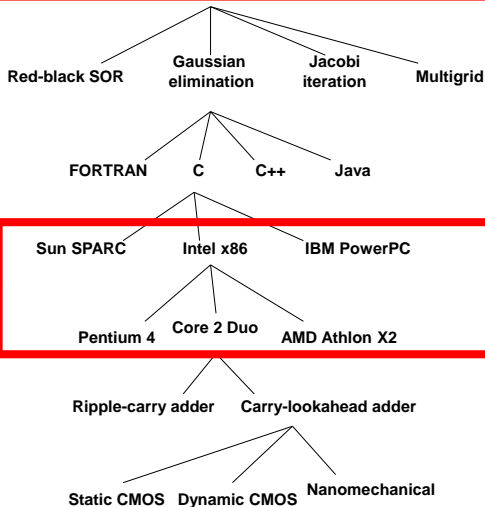 Red-black SOR
Gaussian
elimination
Jacobi
iteration
Multigrid
FORTRAN
C
C++
Java
Sun SPARC
Intel x86
IBM PowerPC
Pentium 4
Core 2 Duo
AMD Athlon X2
Ripple-carry adder
Carry-lookahead adder
Static CMOS
Dynamic CMOS
Nanomechanical